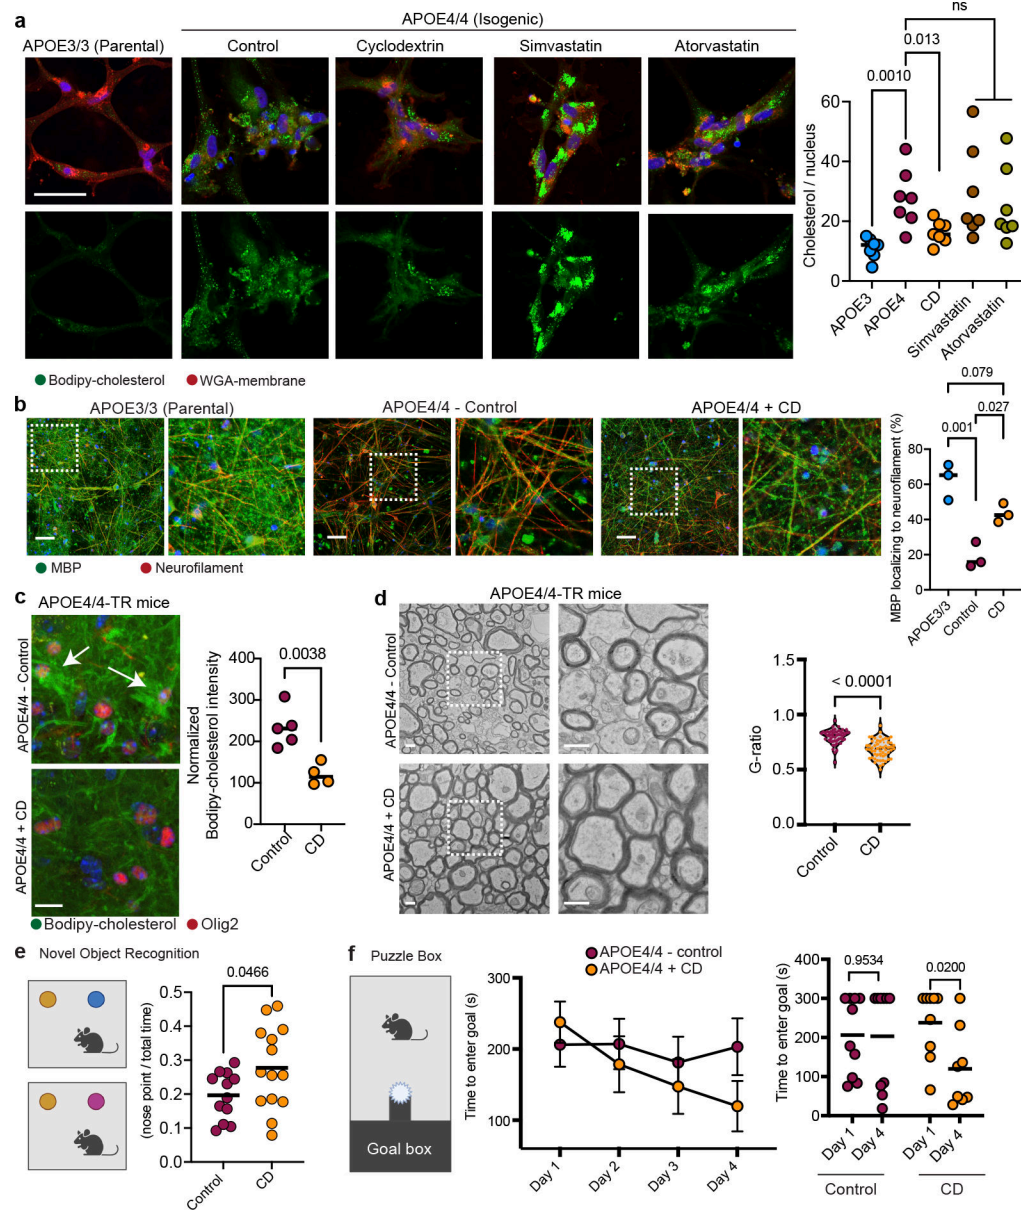 a
APOE4/4 (Isogenic)
APOE3/3 (Parental)
Control
Cyclodextrin
Simvastatin
Atorvastatin
Bodipy-cholesterol
WGA-membrane
ns
0.013
0.0010
60
40
20
0
Cholesterol / nucleus
APOE3
APOE4
CD
Simvastatin
Atorvastatin
b
APOE3/3 (Parental)
APOE4/4 - Control
APOE4/4 + CD
MBP
Neurofilament
0.079
0.027
0.001
80
60
40
20
0
MBP localizing to neurofilament (%)
APOE3/3
Control
CD
c
APOE4/4-TR mice
APOE4/4 - Control
APOE4/4 + CD
Bodipy-cholesterol
Olig2
0.0038
400
300
200
100
0
Normalized
Bodipy-cholesterol intensity
Control
CD
d
APOE4/4-TR mice
APOE4/4 - Control
APOE4/4 + CD
1.5
1.0
0.5
0.0
< 0.0001
G-ratio
Control
CD
e
Novel Object Recognition
0.0466
0.5
0.4
0.3
0.2
0.1
0.0
(nose point / total time)
Control
CD
f
Puzzle Box
Goal box
APOE4/4 - control
APOE4/4 + CD
300
200
100
Time to enter goal (s)
Day 1
Day 2
Day 3
Day 4
0.9534
0.0200
400
300
200
100
0
Time to enter goal (s)
Day 1
Day 4
Day 1
Day 4
Control
CD